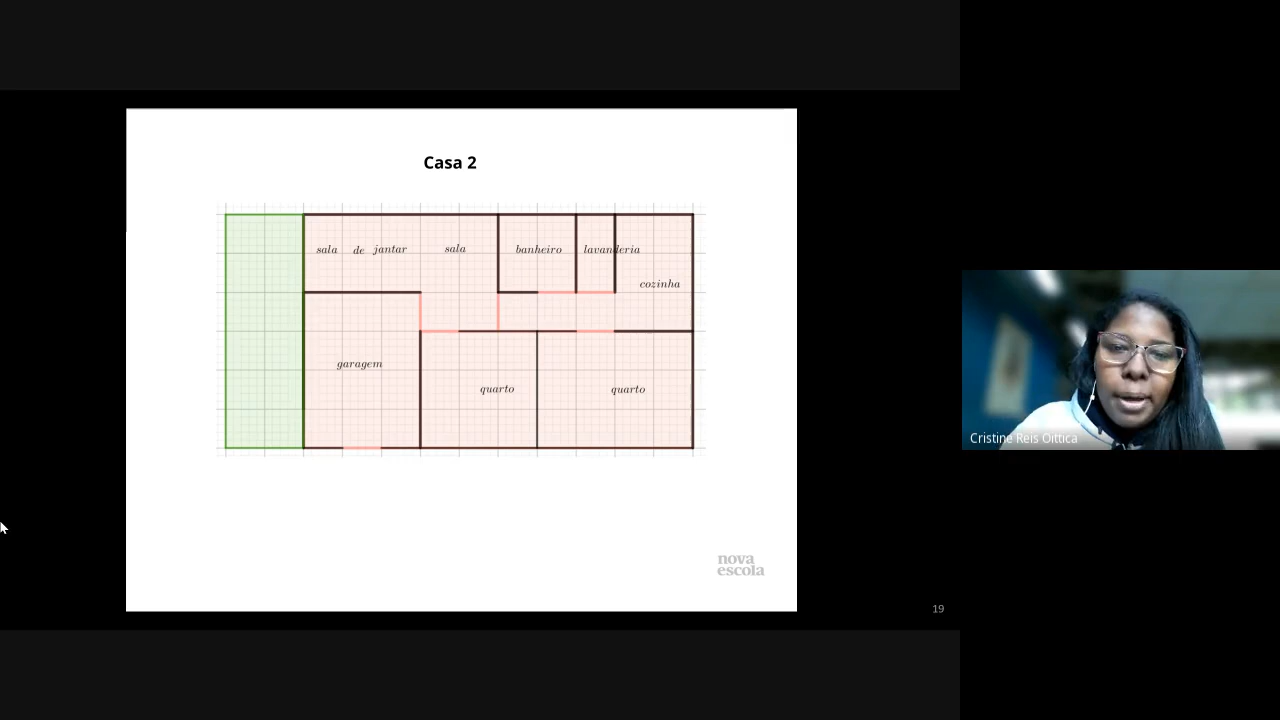 Casa 2
sala de jantar sala banheiro lavanderia
cozinha
garagem
quarto quarto
Cristine Reis Oittica
nova
escola
19